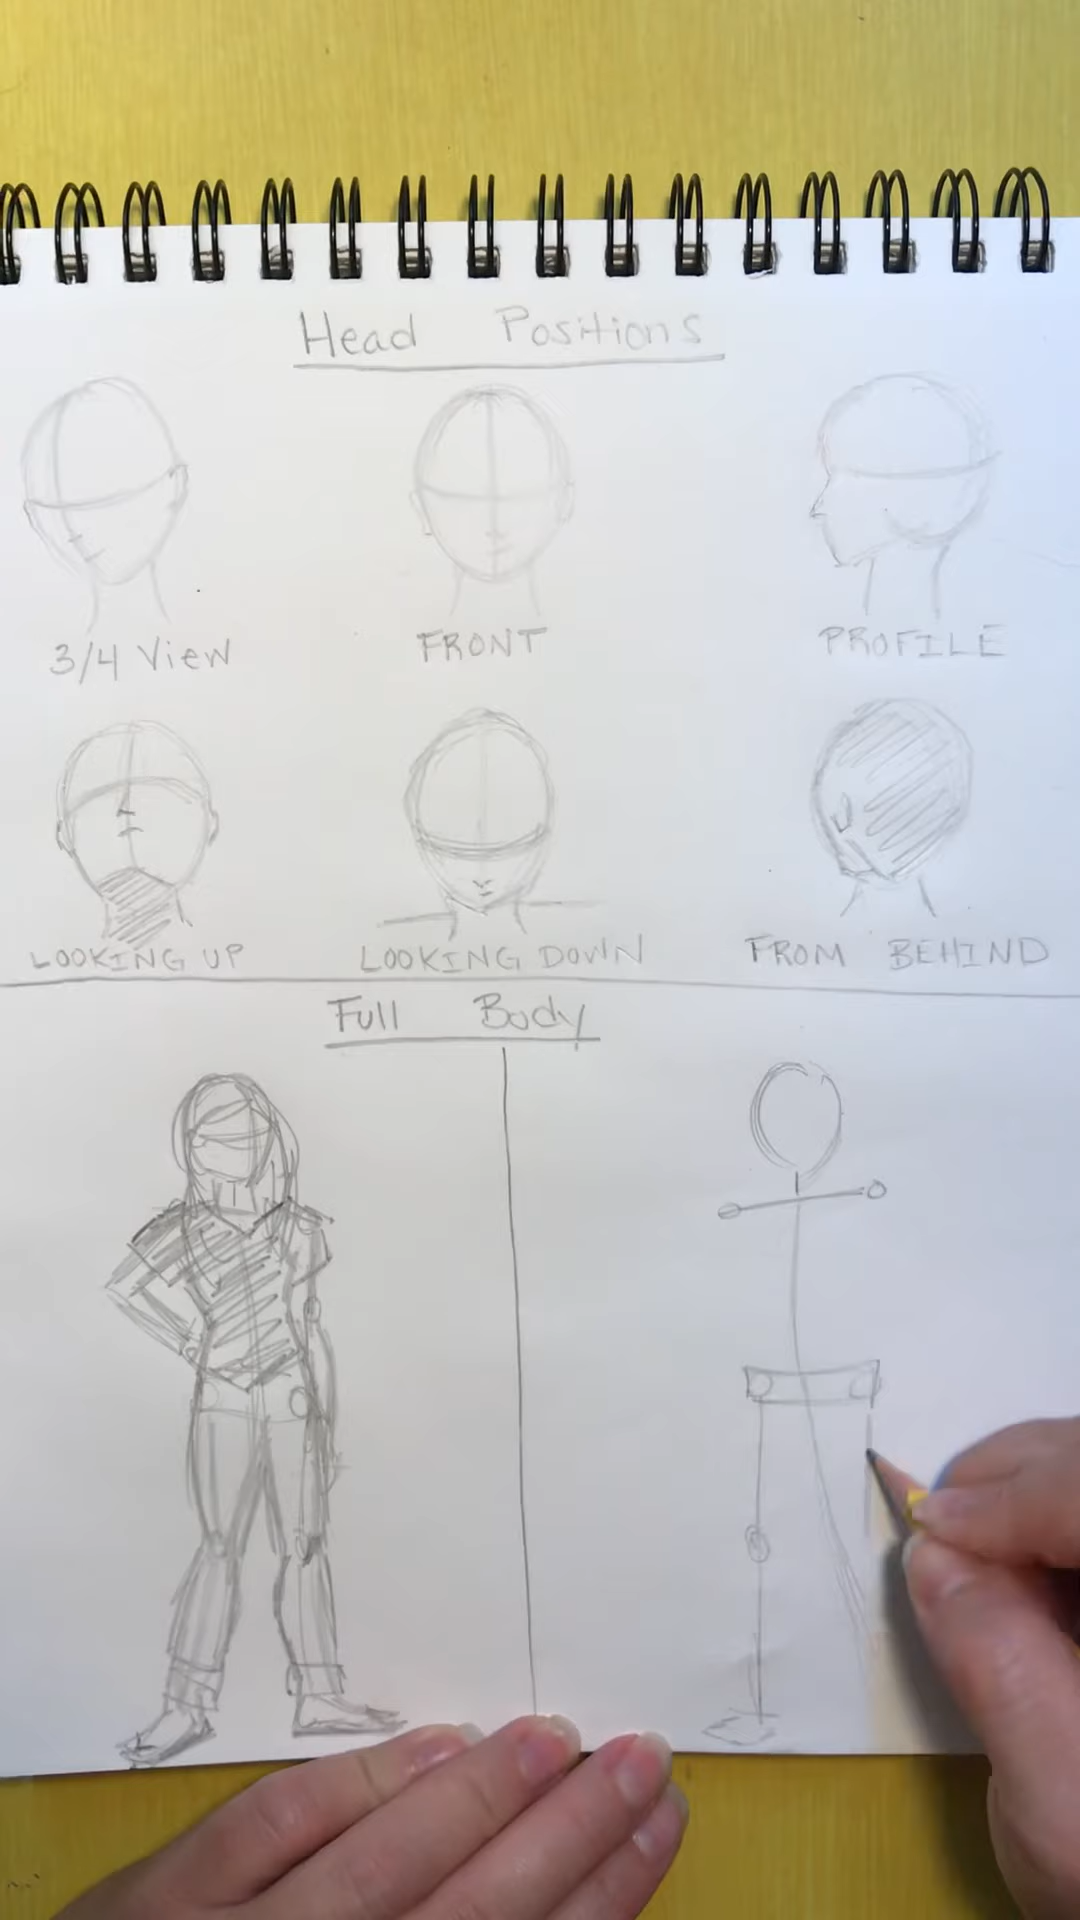 Head Positions
3/4 View
FRONT
PROFILE
LOOKING UP
LOOKING DOWN
FROM BEHIND
Full Body